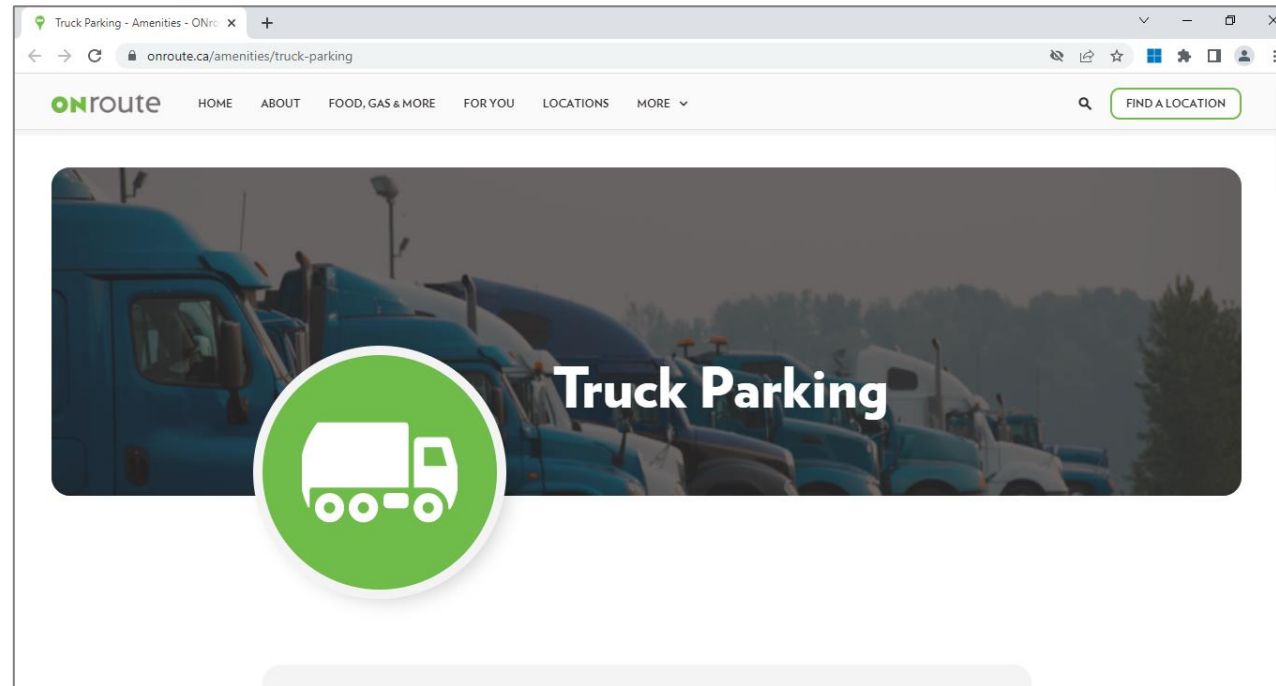 Truck Parking - Amenities - ONro
onroute.ca/amenities/truck-parking
ONroute HOME ABOUT FOOD, GAS & MORE FOR YOU LOCATIONS MORE FIND A LOCATION
Truck Parking